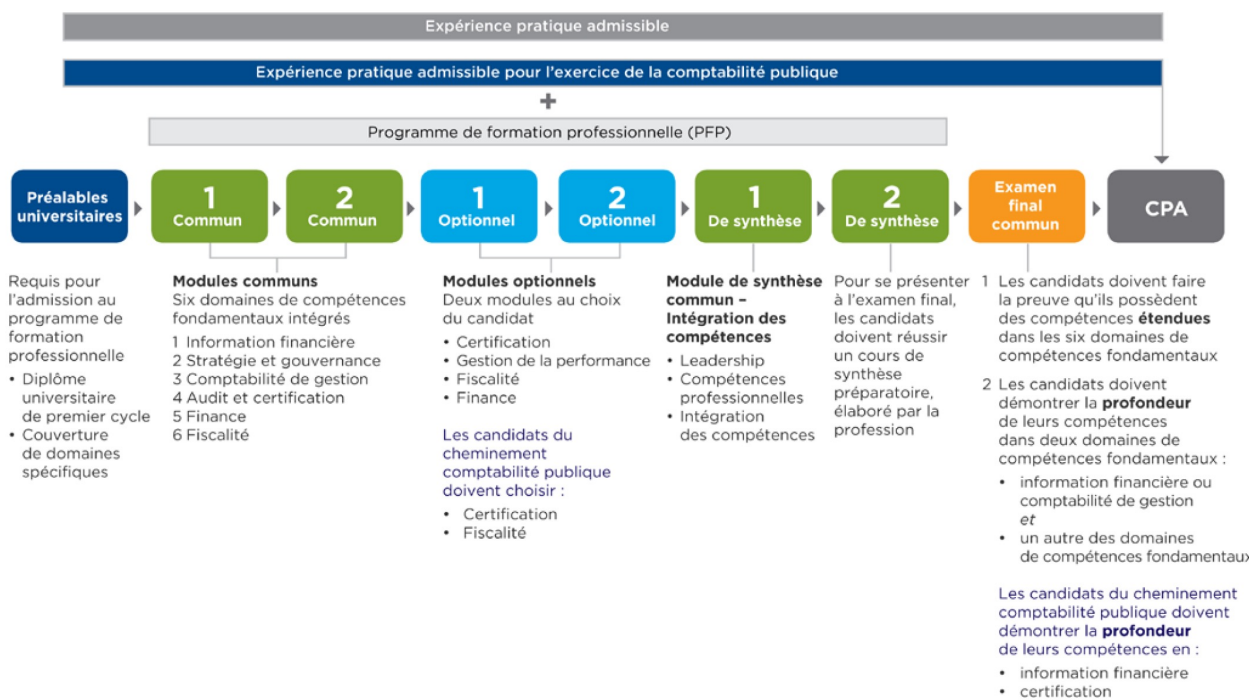 Expérience pratique admissible
Expérience pratique admissible pour l'exercice de la comptabilité publique
+
Programme de formation professionnelle (PFP)
Préalables
universitaires
1
Commun
2
Commun
1
Optionnel
2
Optionnel
1
De synthèse
2
De synthèse
Examen
final
commun
CPA
Requis pour
l'admission au
programme de
formation
professionnelle
• Diplôme
universitaire
de premier cycle
• Couverture
de domaines
spécifiques
Modules communs
Six domaines de compétences
fondamentaux intégrés
1 Information financière
2 Stratégie et gouvernance
3 Comptabilité de gestion
4 Audit et certification
5 Finance
6 Fiscalité
Modules optionnels
Deux modules au choix
du candidat
• Certification
• Gestion de la performance
• Fiscalité
• Finance
Les candidats du
cheminement
comptabilité publique
doivent choisir :
• Certification
• Fiscalité
Module de synthèse
commun –
Intégration des
compétences
• Leadership
• Compétences
professionnelles
• Intégration
des compétences
Pour se présenter
à l'examen final,
les candidats
doivent réussir
un cours de
synthèse
préparatoire,
élaboré par la
profession
1 Les candidats doivent faire
la preuve qu'ils possèdent
des compétences étendues
dans les six domaines de
compétences fondamentaux
2 Les candidats doivent
démontrer la profondeur
de leurs compétences
dans deux domaines de
compétences fondamentaux :
• information financière ou
comptabilité de gestion
et
• un autre des domaines
de compétences fondamentaux
Les candidats du cheminement
comptabilité publique doivent
démontrer la profondeur
de leurs compétences en :
• information financière
• certification